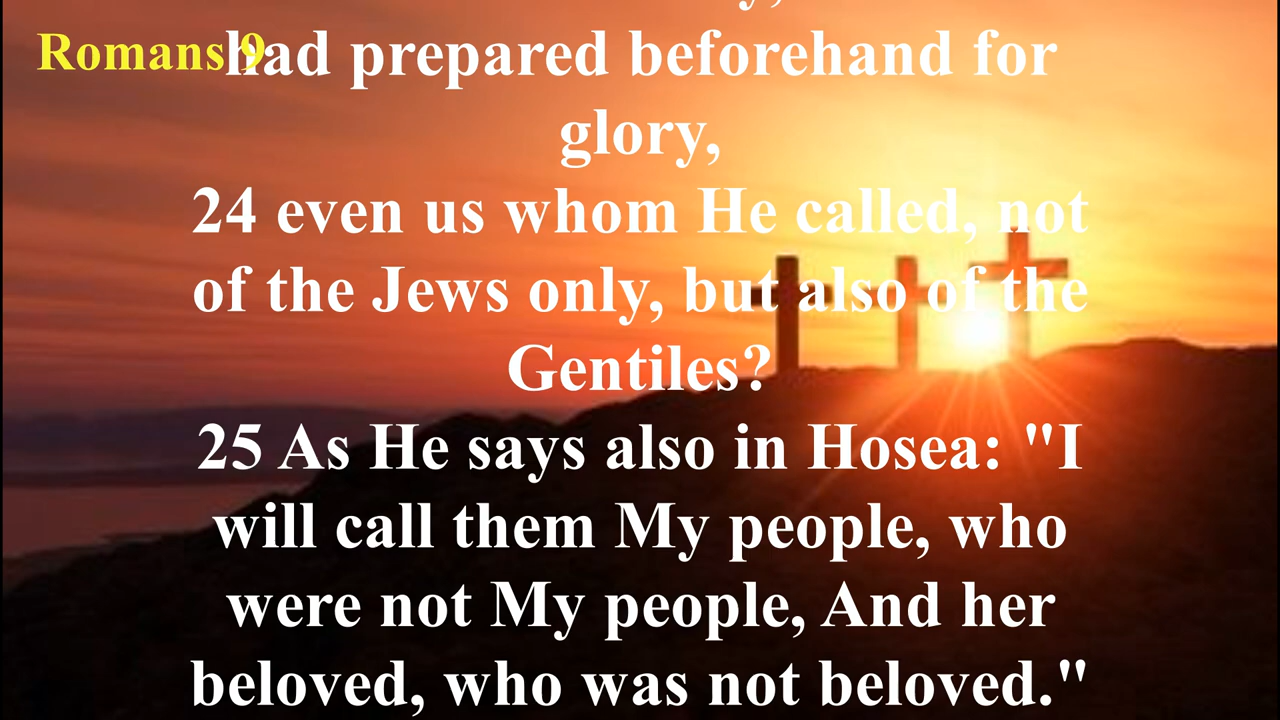 Romans 9
had prepared beforehand for
glory,
24 even us whom He called, not
of the Jews only, but also of the
Gentiles?
25 As He says also in Hosea: "I
will call them My people, who
were not My people, And her
beloved, who was not beloved."